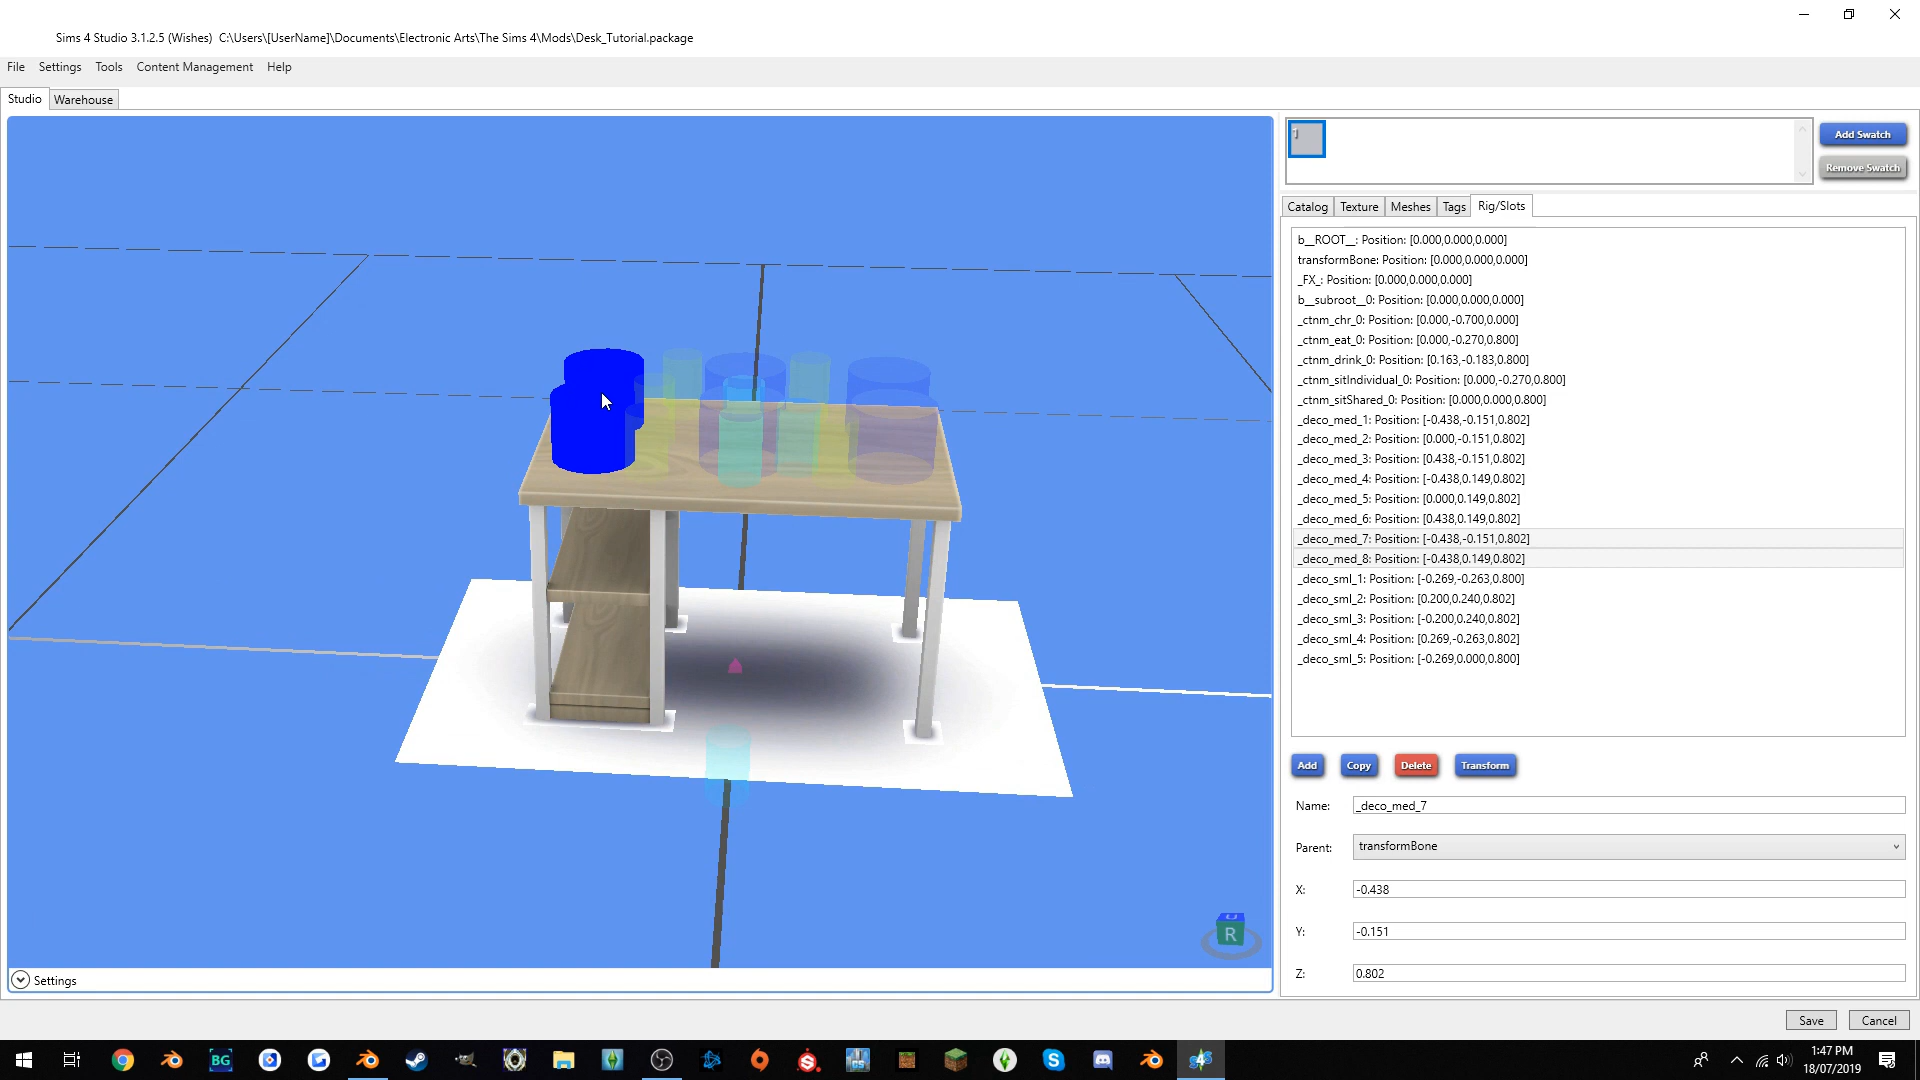 Sims 4 Studio 3.1.2.5 (Wishes) C:\Users\[UserName]\Documents\Electronic Arts\The Sims 4\Mods\Desk_Tutorial.package
File Settings Tools Content Management Help
Studio Warehouse
1
Add Swatch
Remove Swatch
Catalog Texture Meshes Tags Rig/Slots
b__ROOT__: Position: [0.000,0.000,0.000]
transformBone: Position: [0.000,0.000,0.000]
_FX_: Position: [0.000,0.000,0.000]
b__subroot__0: Position: [0.000,0.000,0.000]
_ctnm_chr_0: Position: [0.000,-0.700,0.000]
_ctnm_eat_0: Position: [0.000,-0.270,0.800]
_ctnm_drink_0: Position: [0.163,-0.183,0.800]
_ctnm_sitIndividual_0: Position: [0.000,-0.270,0.800]
_ctnm_sitShared_0: Position: [0.000,0.000,0.800]
_deco_med_1: Position: [-0.438,-0.151,0.802]
_deco_med_2: Position: [0.000,-0.151,0.802]
_deco_med_3: Position: [0.438,-0.151,0.802]
_deco_med_4: Position: [-0.438,0.149,0.802]
_deco_med_5: Position: [0.000,0.149,0.802]
_deco_med_6: Position: [0.438,0.149,0.802]
_deco_med_7: Position: [-0.438,-0.151,0.802]
_deco_med_8: Position: [-0.438,0.149,0.802]
_deco_sml_1: Position: [-0.269,-0.263,0.800]
_deco_sml_2: Position: [0.200,0.240,0.802]
_deco_sml_3: Position: [-0.200,0.240,0.802]
_deco_sml_4: Position: [0.269,-0.263,0.802]
_deco_sml_5: Position: [-0.269,0.000,0.800]
Add Copy Delete Transform
Name: _deco_med_7
Parent: transformBone
X: -0.438
Y: -0.151
Z: 0.802
R
Settings
Save Cancel
BG
4
1:47 PM
18/07/2019